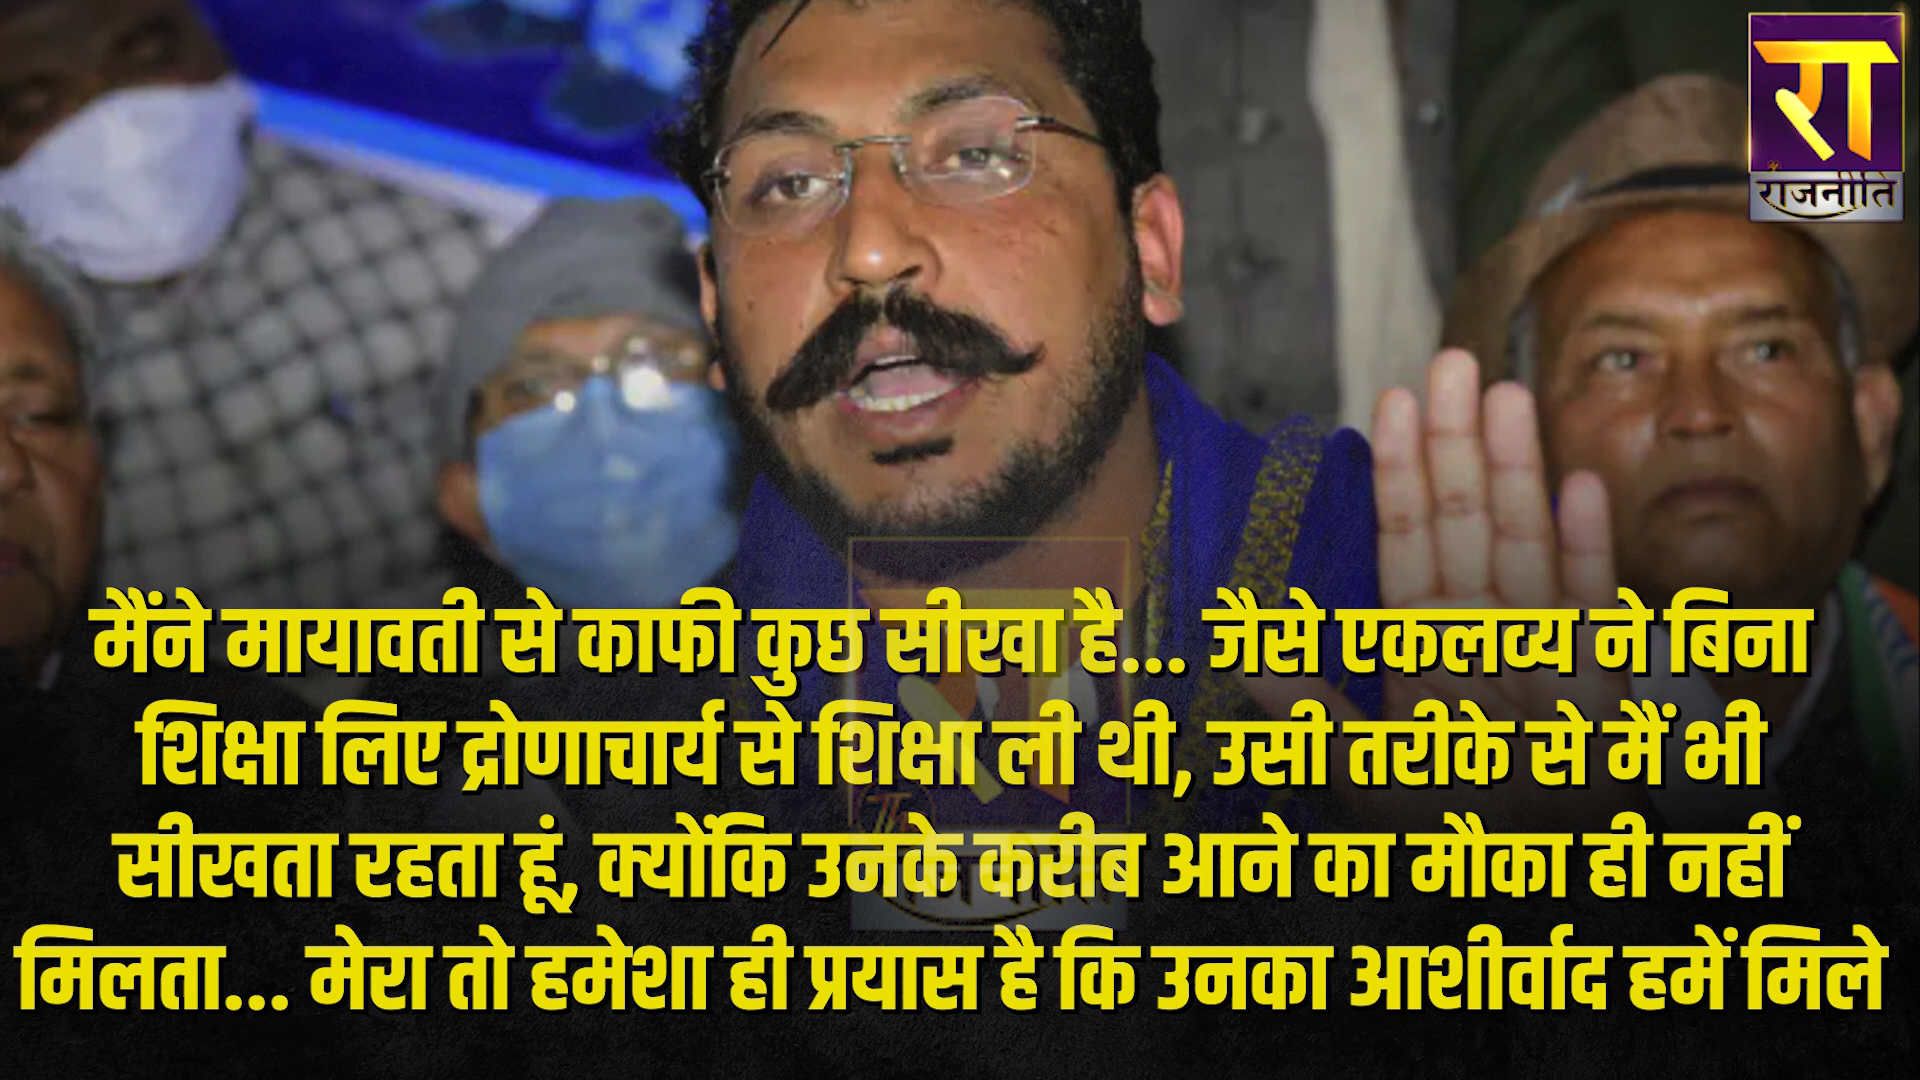 रा
राजनीति
मैंने मायावती से काफी कुछ सीखा है... जैसे एकलव्य ने बिना
शिक्षा लिए द्रोणाचार्य से शिक्षा ली थी, उसी तरीके से मैं भी
सीखता रहता हूं, क्योंकि उनके करीब आने का मौका ही नहीं
मिलता... मेरा तो हमेशा ही प्रयास है कि उनका आशीर्वाद हमें मिले